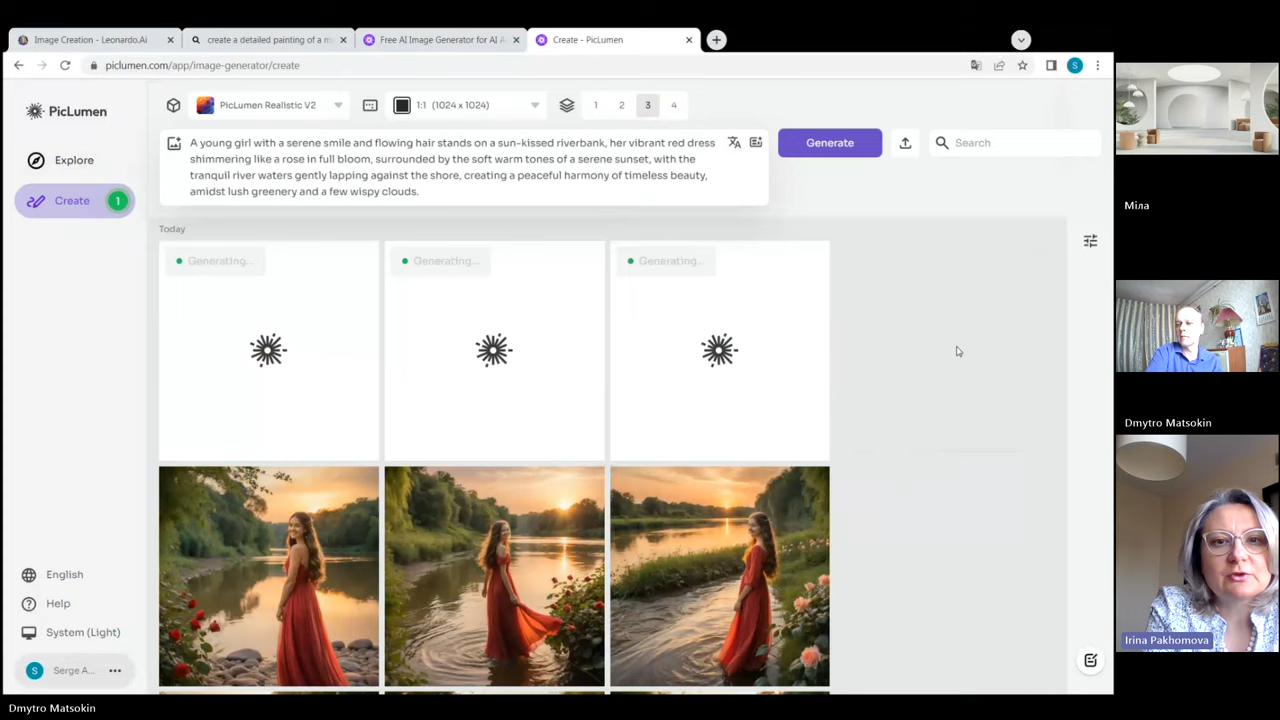 Image Creation - Leonardo.Ai
create a detailed painting of a m
Free AI Image Generator for AI A
Create - PicLumen
piclumen.com/app/image-generator/create
S
PicLumen
PicLumen Realistic V2
1:1 (1024 x 1024)
1 2 3 4
Explore
Create 1
A young girl with a serene smile and flowing hair stands on a sun-kissed riverbank, her vibrant red dress
shimmering like a rose in full bloom, surrounded by the soft warm tones of a serene sunset, with the
tranquil river waters gently lapping against the shore, creating a peaceful harmony of timeless beauty,
amidst lush greenery and a few wispy clouds.
Generate
Search
Today
Generating...
Generating...
Generating...
English
Help
System (Light)
S Serge A... •••
Міла
Dmytro Matsokin
Irina Pakhomova
Dmytro Matsokin